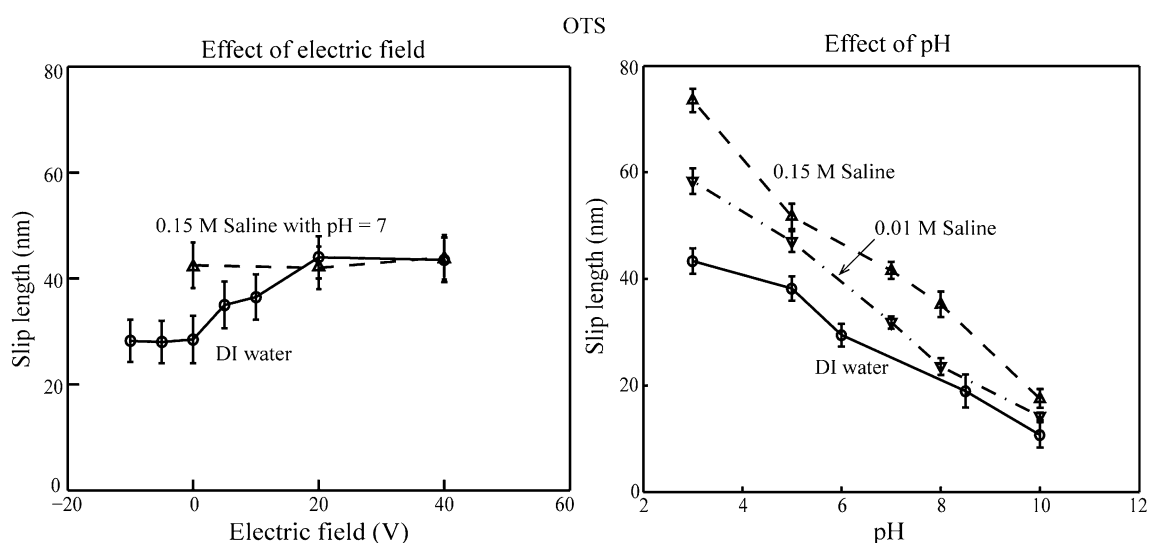 OTS
Effect of electric field
80
60
40
20
0
−20
0
20
40
60
Slip length (nm)
Electric field (V)
0.15 M Saline with pH = 7
DI water
Effect of pH
80
60
40
20
0
2
4
6
8
10
12
Slip length (nm)
pH
0.15 M Saline
0.01 M Saline
DI water